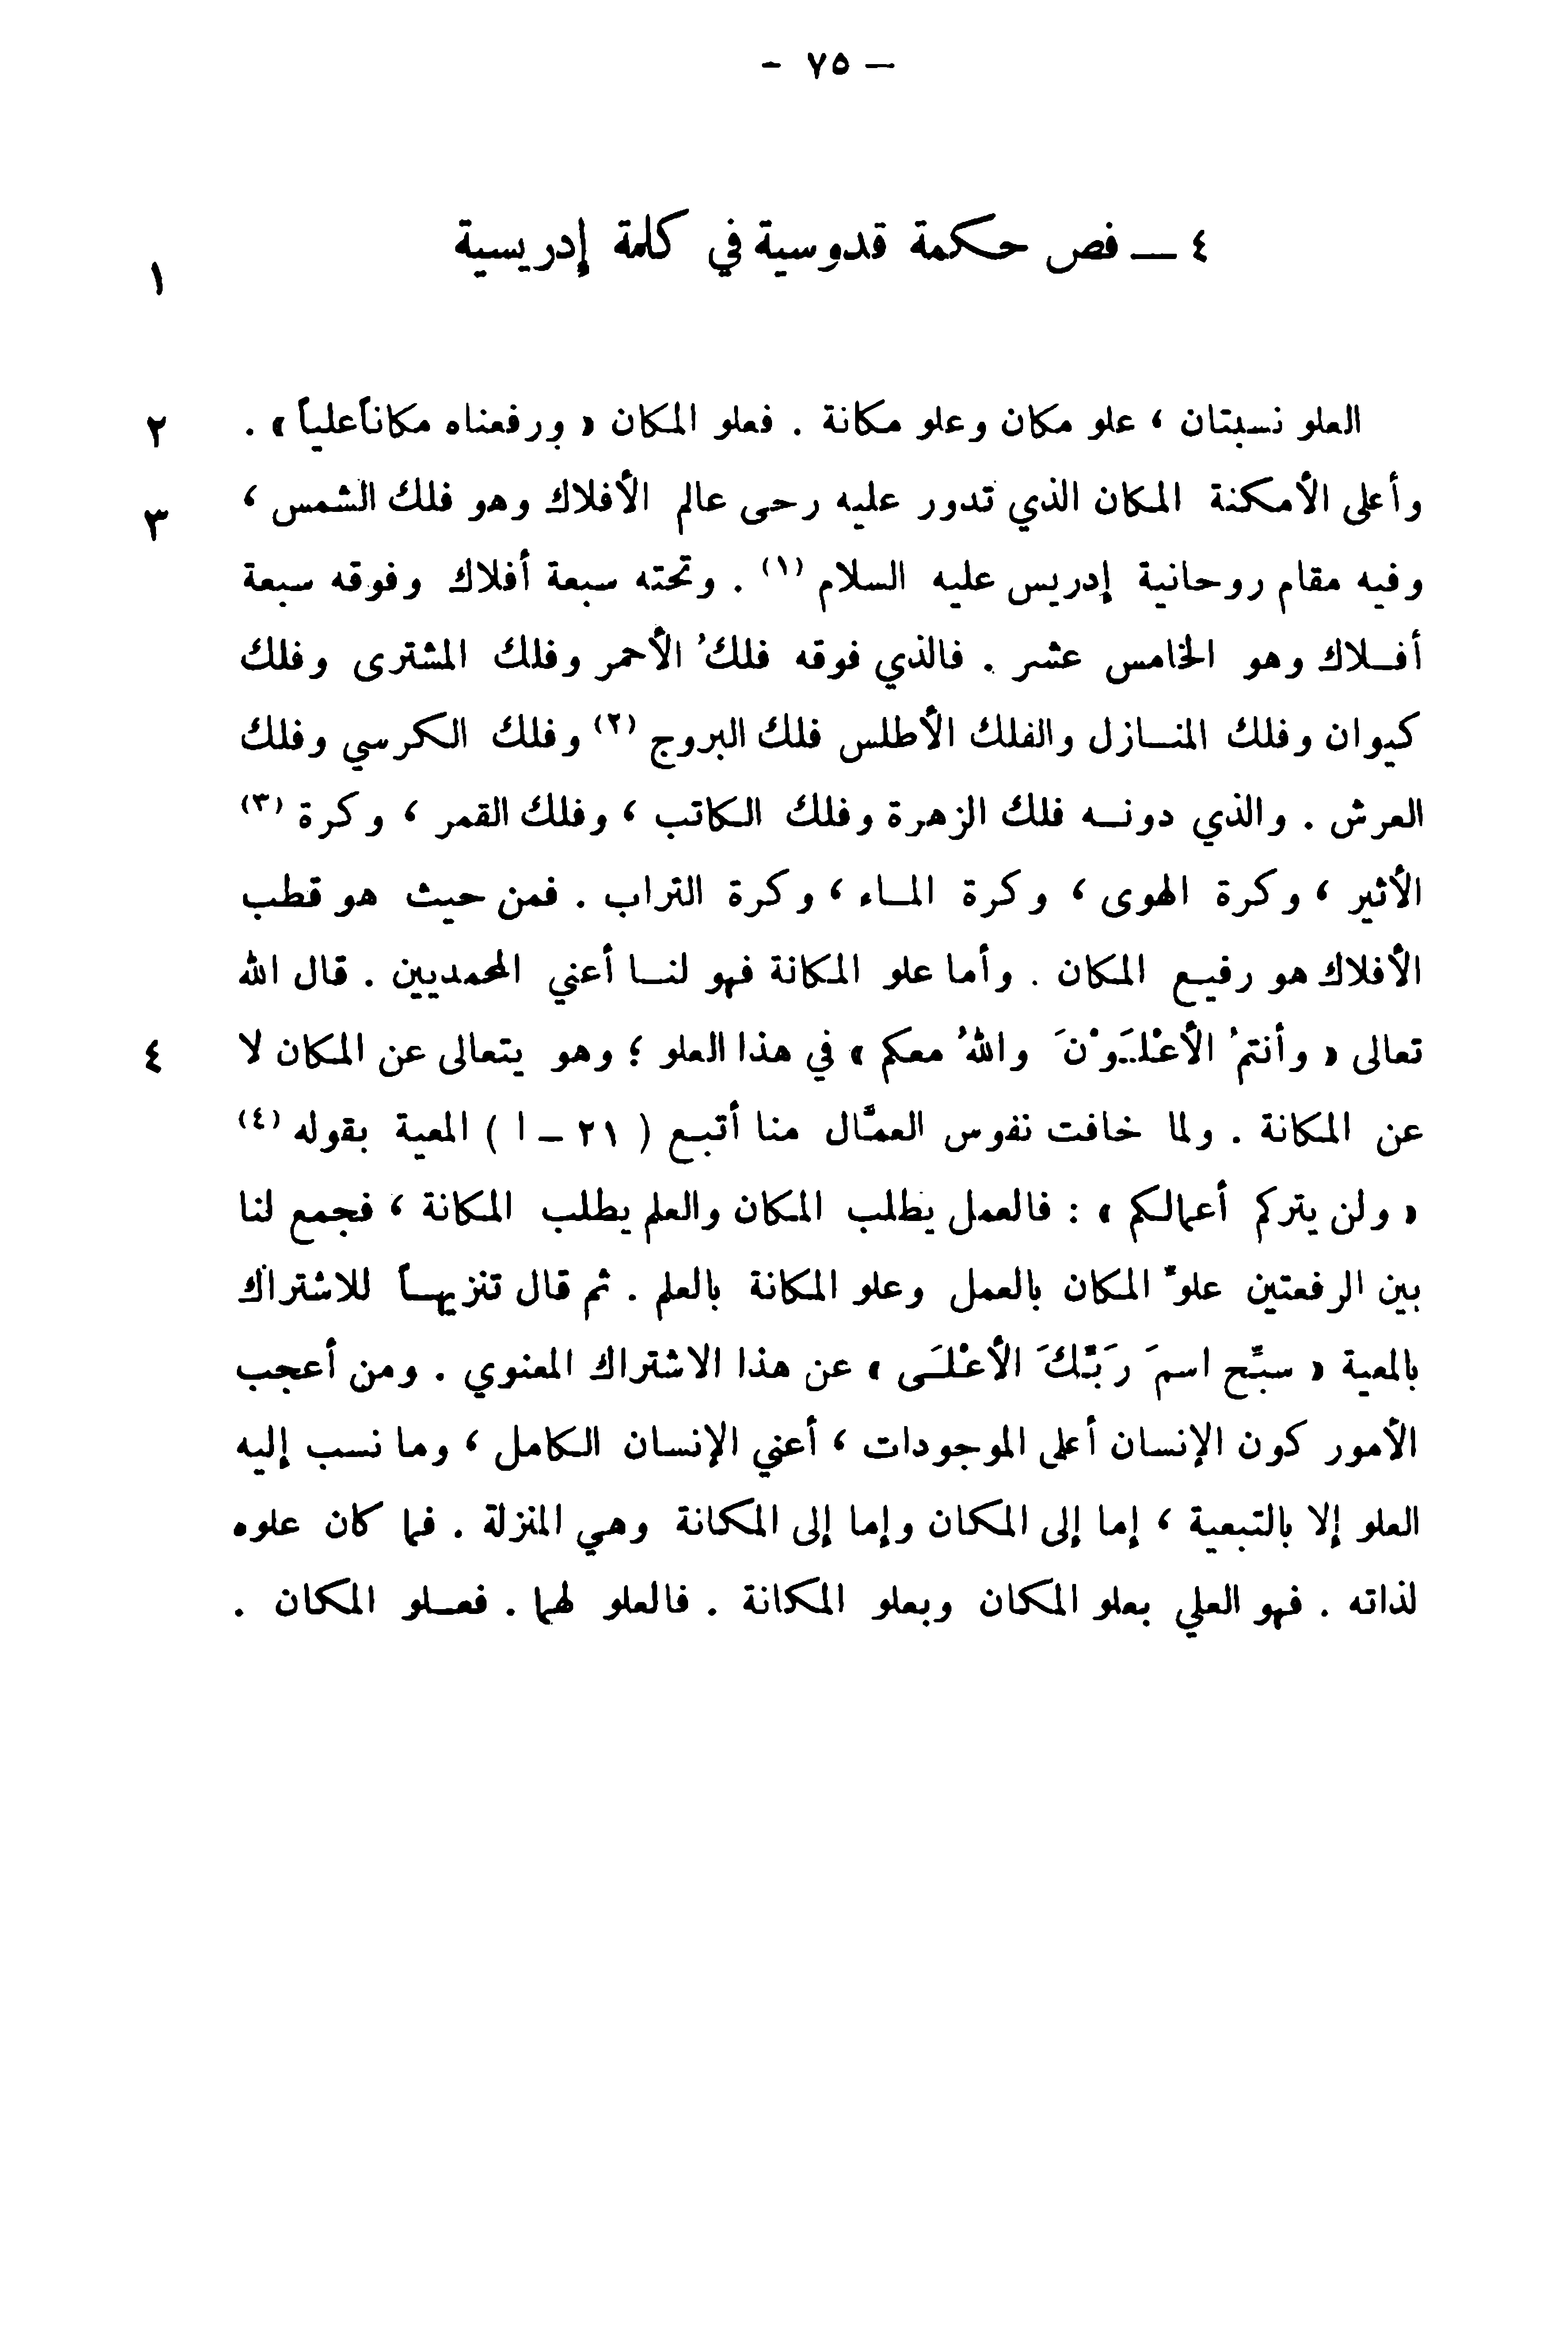 — ٧٥ -
٤ — فص حكمة قدوسية في كلمة إدريسية
١
العلو نسبتان ، علو مكان وعلو مكانة . فعلو المكان « ورفعناه مكاناً علياً » . ٢
وأعلى الأمكنة المكان الذي تدور عليه رحى عالم الأفلاك وهو فلك الشمس ، ٣
وفيه مقام روحانية إدريس عليه السلام (١) . وتحته سبعة أفلاك وفوقه سبعة
أفــلاك وهو الخامس عشر . فالذي فوقه فلكُ الأحمر وفلك المشترى وفلك
كيوان وفلك المنــازل والفلك الأطلس فلك البروج (٢) وفلك الكرسي وفلك
العرش . والذي دونــه فلك الزهرة وفلك الكاتب ، وفلك القمر ، وكرة (٣)
الأثير ، وكرة الهوى ، وكرة المــاء ، وكرة التراب . فمن حيث هو قطب
الأفلاك هو رفيع المكان . وأما علو المكانة فهو لنــا أعني المحمديين . قال الله
تعالى « وأنتمُ الأعْلَوْنَ واللهُ معكم » في هذا العلو ؛ وهو يتعالى عن المكان لا ٤
عن المكانة . ولما خافت نفوس العمَّال منا أتبع ( ٢١ – ا ) المعية بقوله (٤)
« ولن يتركم أعمالكم » : فالعمل يطلب المكان والعلم يطلب المكانة ، فجمع لنا
بين الرفعتين علوَّ المكان بالعمل وعلو المكانة بالعلم . ثم قال تنزيهــاً للاشتراك
بالمعية « سبِّح اسمَ رَبِّكَ الأعْلَى » عن هذا الاشتراك المعنوي . ومن أعجب
الأمور كون الإنسان أعلى الموجودات ، أعني الإنسان الكامل ، وما نسب إليه
العلو إلا بالتبعية ، إما إلى المكان وإما إلى المكانة وهي المنزلة . فما كان علوه
لذاته . فهو العلي بعلو المكان وبعلو المكانة . فالعلو لهما . فعــلو المكان .